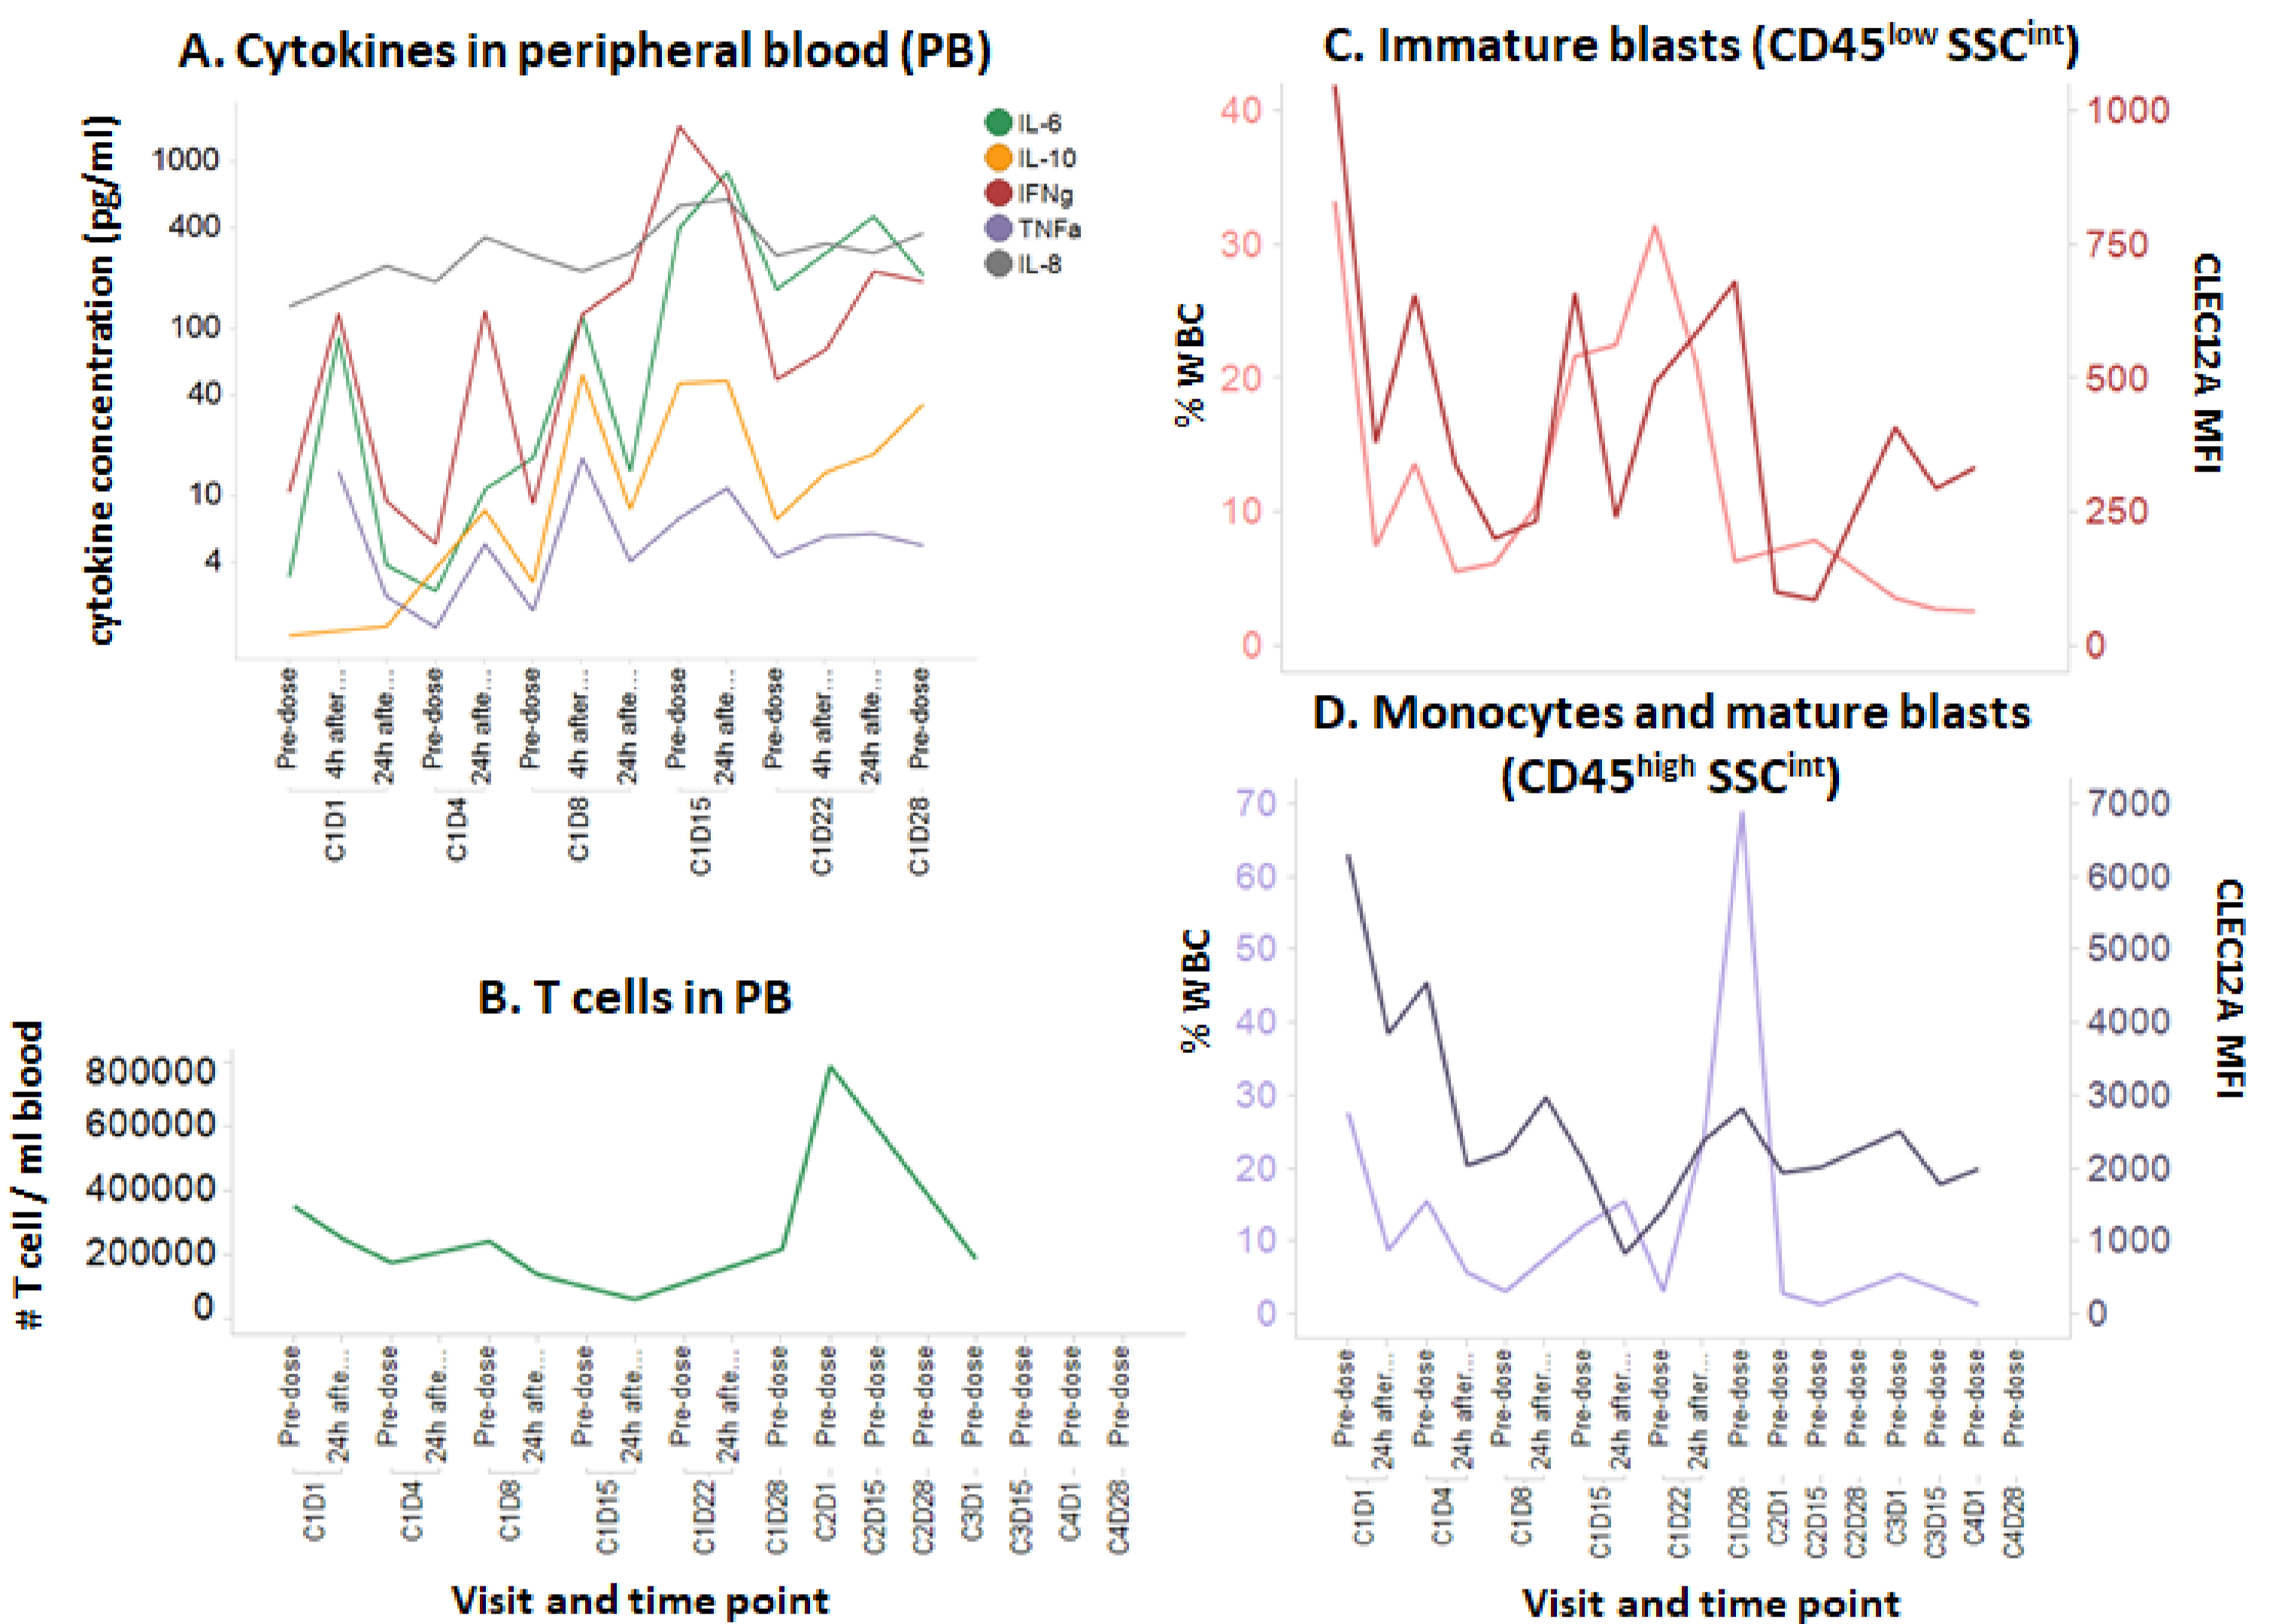 A. Cytokines in peripheral blood (PB)
cytokine concentration (pg/ml)
1000
400
100
40
10
4
IL-6
IL-10
IFNg
TNFa
IL-8
Pre-dose
4h after...
24h afte...
Pre-dose
24h afte...
Pre-dose
4h after...
24h afte...
Pre-dose
24h afte...
Pre-dose
4h after...
24h afte...
Pre-dose
C1D1
C1D4
C1D8
C1D15
C1D22
C1D28
B. T cells in PB
# T cell / ml blood
800000
600000
400000
200000
0
Pre-dose
24h afte...
Pre-dose
24h afte...
Pre-dose
24h afte...
Pre-dose
24h afte...
Pre-dose
24h afte...
Pre-dose
Pre-dose
Pre-dose
Pre-dose
Pre-dose
Pre-dose
Pre-dose
Pre-dose
C1D1
C1D4
C1D8
C1D15
C1D22
C1D28
C2D1
C2D15
C2D28
C3D1
C3D15
C4D1
C4D28
Visit and time point
C. Immature blasts (CD45low SSCint)
% WBC
40
30
20
10
0
1000
750
500
250
0
CLEC12A MFI
D. Monocytes and mature blasts
(CD45high SSCint)
% WBC
70
60
50
40
30
20
10
0
7000
6000
5000
4000
3000
2000
1000
0
CLEC12A MFI
Pre-dose
24h after...
Pre-dose
24h after...
Pre-dose
24h after...
Pre-dose
24h after...
Pre-dose
24h after...
Pre-dose
Pre-dose
Pre-dose
Pre-dose
Pre-dose
Pre-dose
Pre-dose
Pre-dose
C1D1
C1D4
C1D8
C1D15
C1D22
C1D28
C2D1
C2D15
C2D28
C3D1
C3D15
C4D1
C4D28
Visit and time point